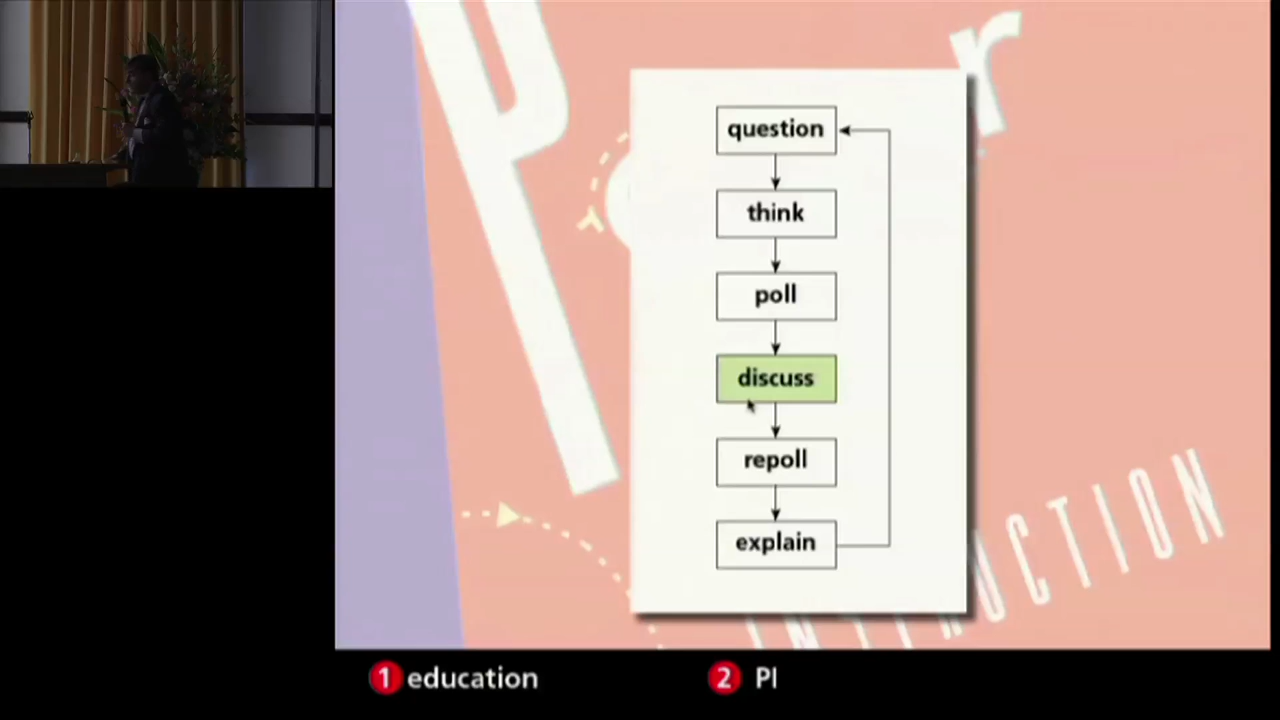 question
think
poll
discuss
repoll
explain
1 education
2 PI